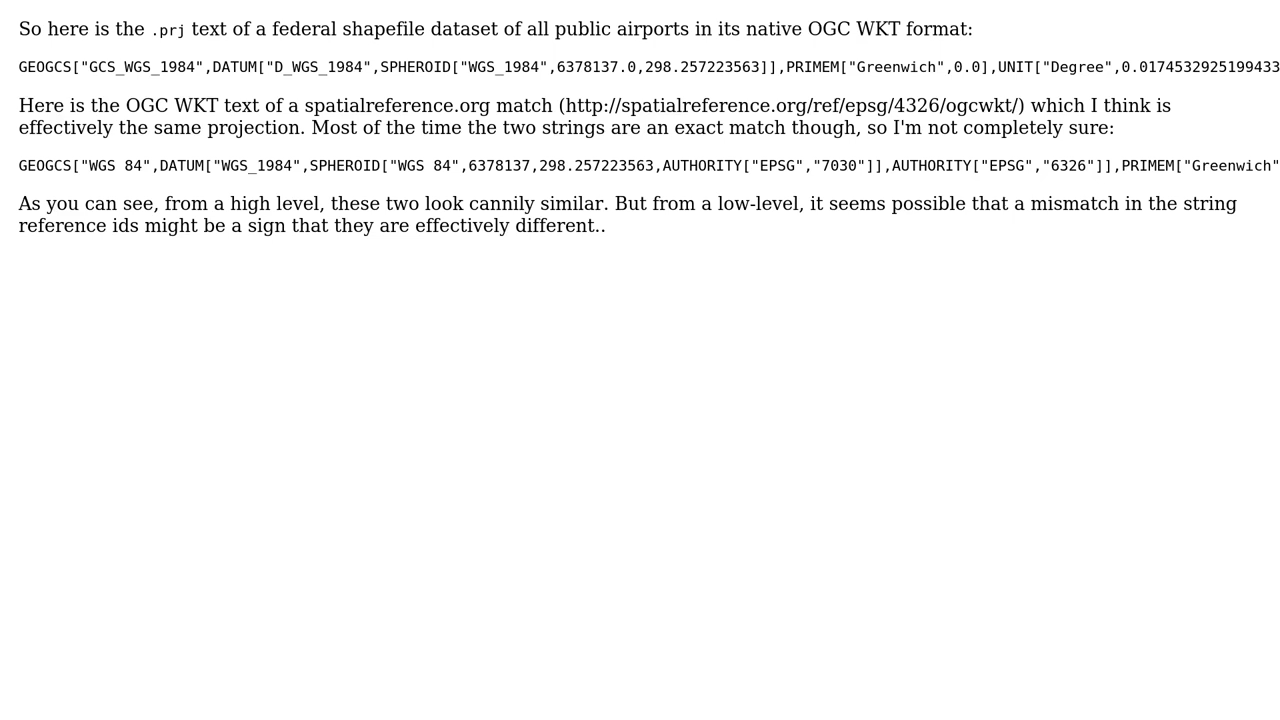 So here is the .prj text of a federal shapefile dataset of all public airports in its native OGC WKT format:
GEOGCS["GCS_WGS_1984",DATUM["D_WGS_1984",SPHEROID["WGS_1984",6378137.0,298.257223563]],PRIMEM["Greenwich",0.0],UNIT["Degree",0.0174532925199433
Here is the OGC WKT text of a spatialreference.org match (http://spatialreference.org/ref/epsg/4326/ogcwkt/) which I think is
effectively the same projection. Most of the time the two strings are an exact match though, so I'm not completely sure:
GEOGCS["WGS 84",DATUM["WGS_1984",SPHEROID["WGS 84",6378137,298.257223563,AUTHORITY["EPSG","7030"]],AUTHORITY["EPSG","6326"]],PRIMEM["Greenwich"
As you can see, from a high level, these two look cannily similar. But from a low-level, it seems possible that a mismatch in the string
reference ids might be a sign that they are effectively different..